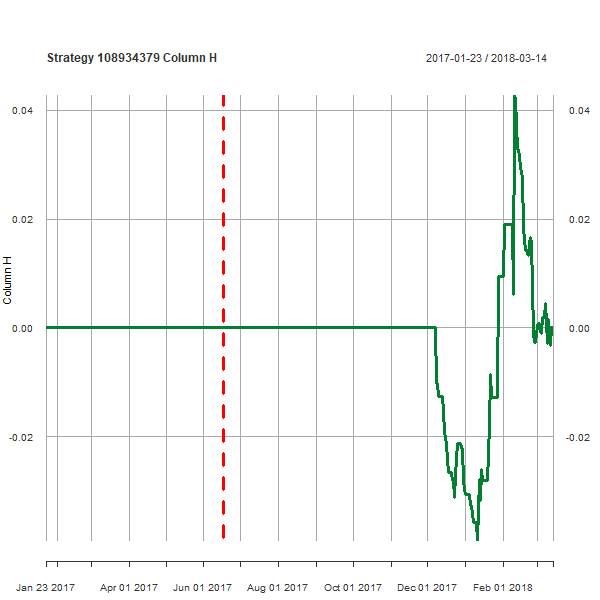 Strategy 108934379 Column H
2017-01-23 / 2018-03-14
0.04
0.04
0.02
0.02
Column H
0.00
0.00
-0.02
-0.02
Jan 23 2017
Apr 01 2017
Jun 01 2017
Aug 01 2017
Oct 01 2017
Dec 01 2017
Feb 01 2018